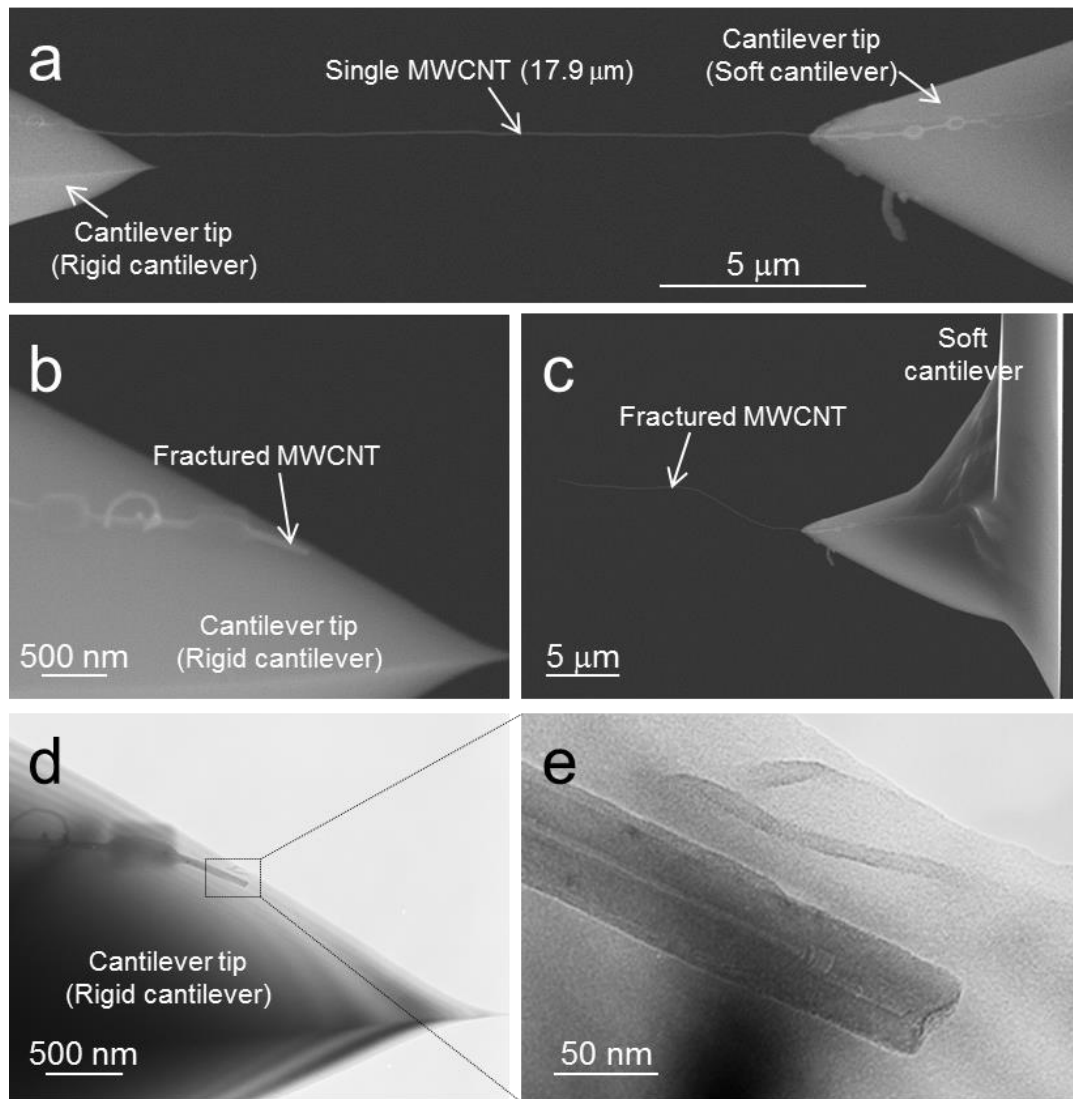 a
Single MWCNT (17.9 μm)
Cantilever tip
(Soft cantilever)
Cantilever tip
(Rigid cantilever)
5 μm
b
Fractured MWCNT
Cantilever tip
(Rigid cantilever)
500 nm
c
Soft
cantilever
Fractured MWCNT
5 μm
d
Cantilever tip
(Rigid cantilever)
500 nm
e
50 nm